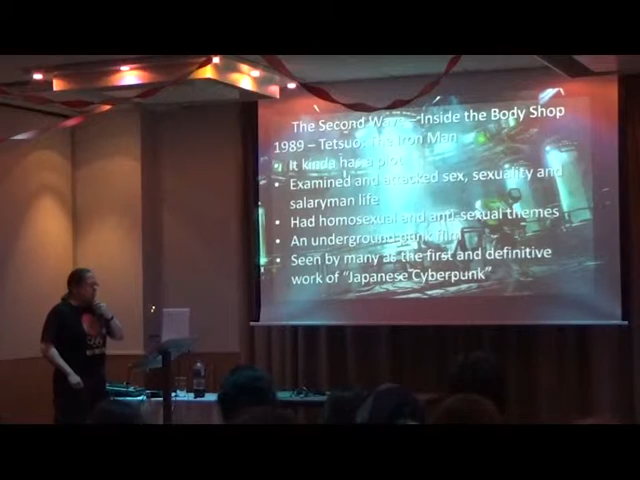 The Second Wave – Inside the Body Shop
1989 – Tetsuo: The Iron Man
• It kinda has a plot
• Examined and attacked sex, sexuality and
salaryman life
• Had homosexual and anti-sexual themes
• An underground punk film
• Seen by many as the first and definitive
work of “Japanese Cyberpunk”